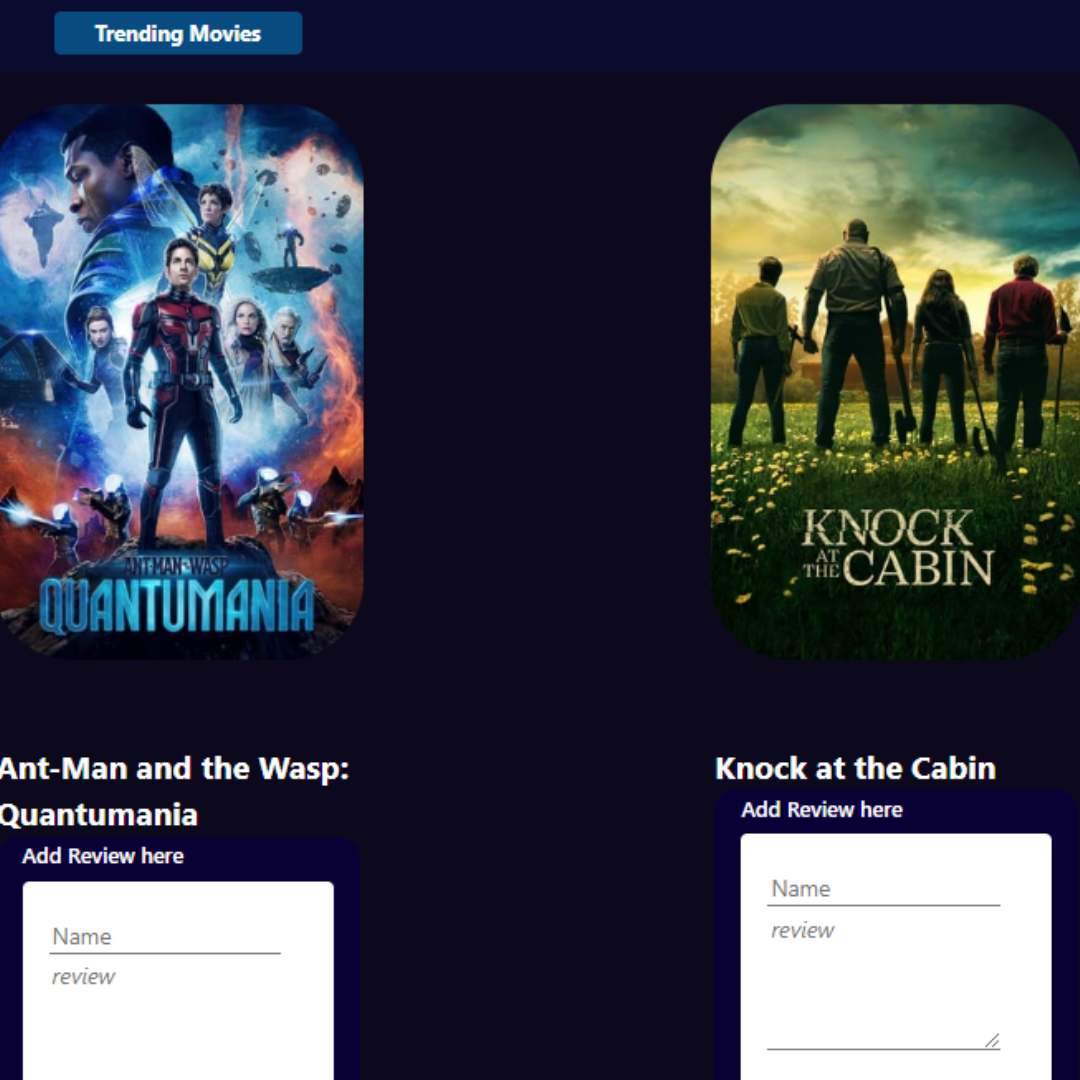 Trending Movies
ANT-MAN AND THE WASP
QUANTUMANIA
KNOCK
AT
THE CABIN
Ant-Man and the Wasp:
Quantumania
Add Review here
Name
review
Knock at the Cabin
Add Review here
Name
review